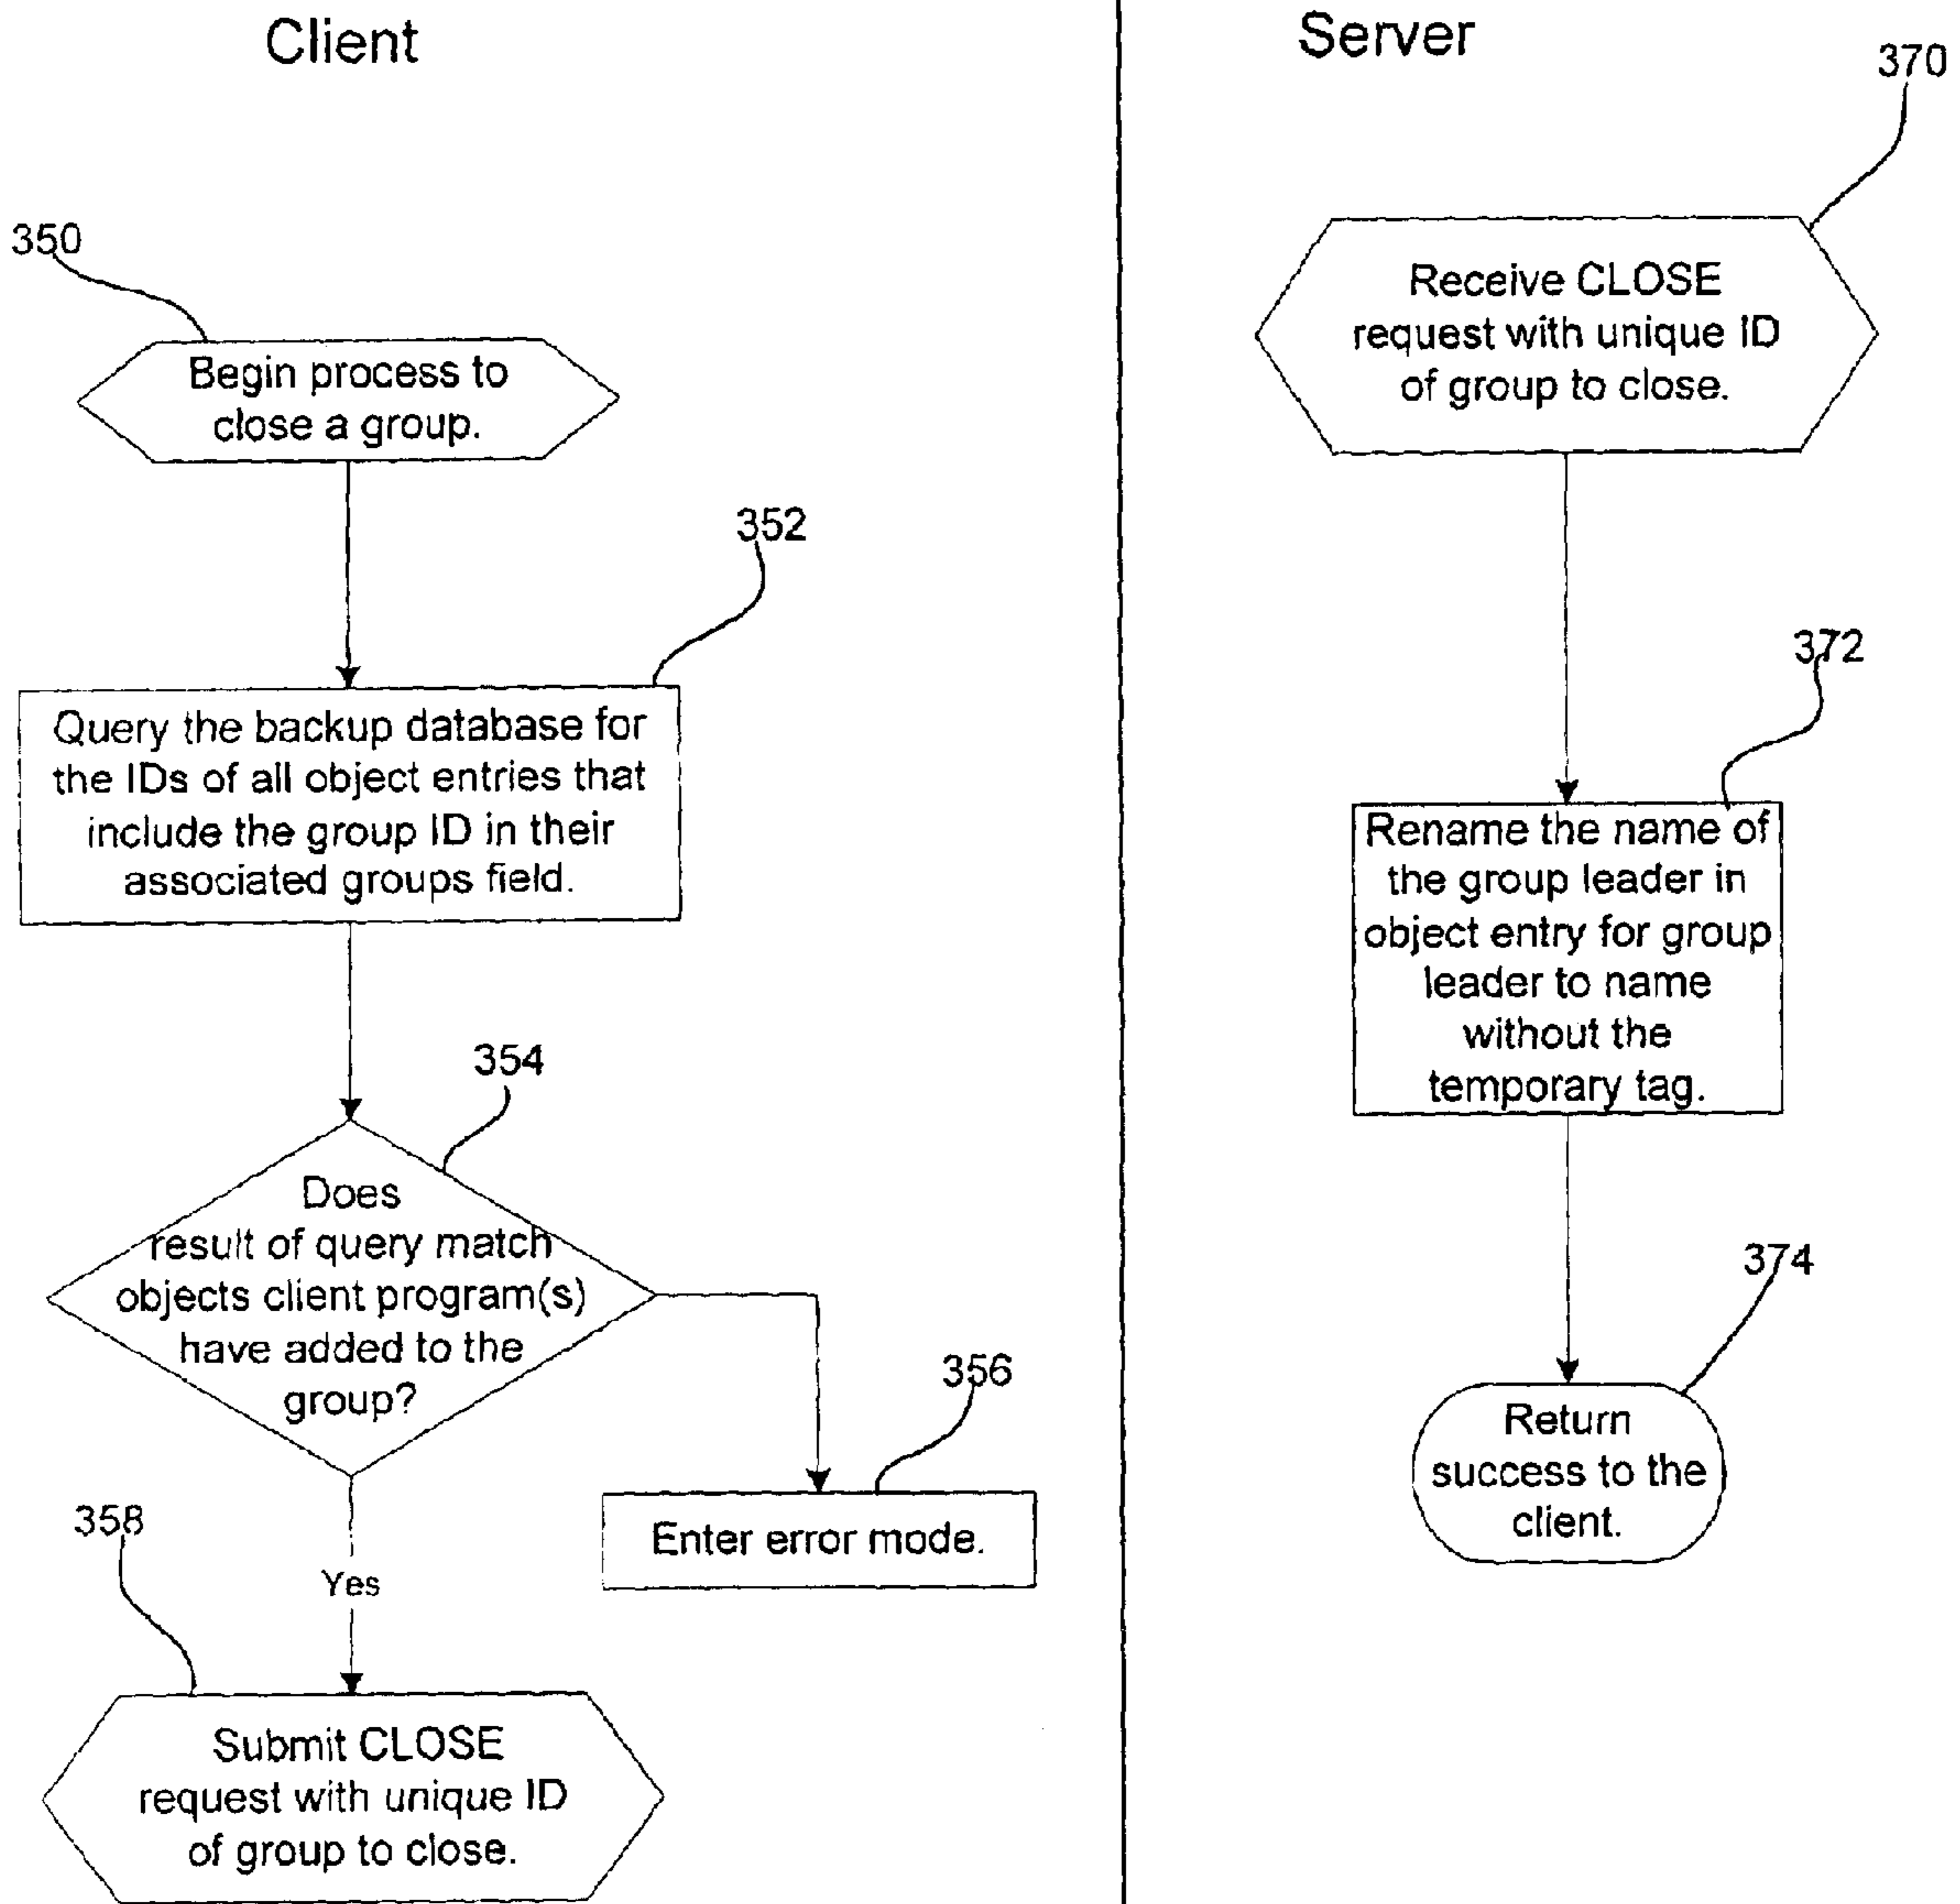 Client
350
Begin process to
close a group.
352
Query the backup database for
the IDs of all object entries that
include the group ID in their
associated groups field.
354
Does
result of query match
objects client program(s)
have added to the
group?
356
Enter error mode.
358
Yes
Submit CLOSE
request with unique ID
of group to close.
Server
370
Receive CLOSE
request with unique ID
of group to close.
372
Rename the name of
the group leader in
object entry for group
leader to name
without the
temporary tag.
374
Return
success to the
client.